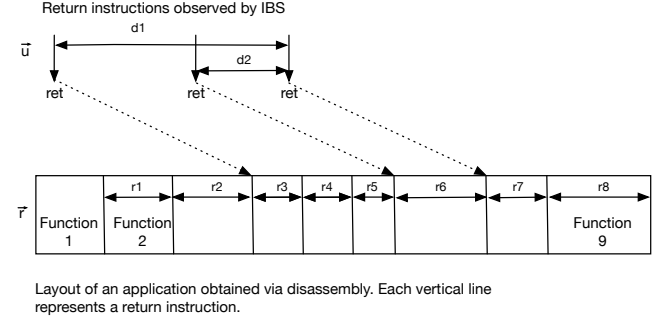 Return instructions observed by IBS
d1
u
d2
ret ret ret
r1 r2 r3 r4 r5 r6 r7 r8
r
Function 1
Function 2
Function 9
Layout of an application obtained via disassembly. Each vertical line
represents a return instruction.